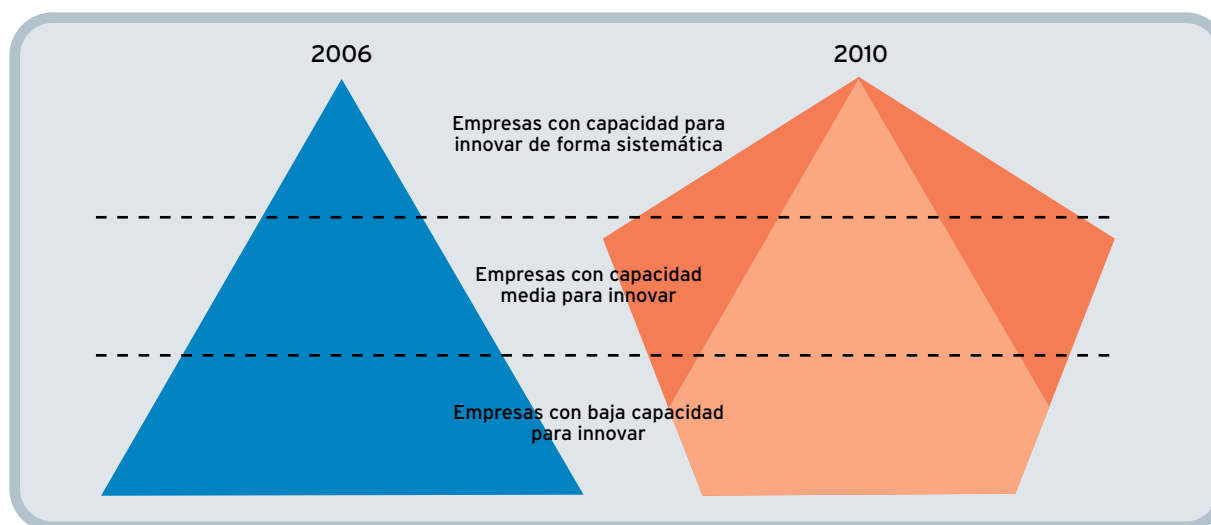 2006
2010
Empresas con capacidad para
innovar de forma sistemática
Empresas con capacidad
media para innovar
Empresas con baja capacidad
para innovar